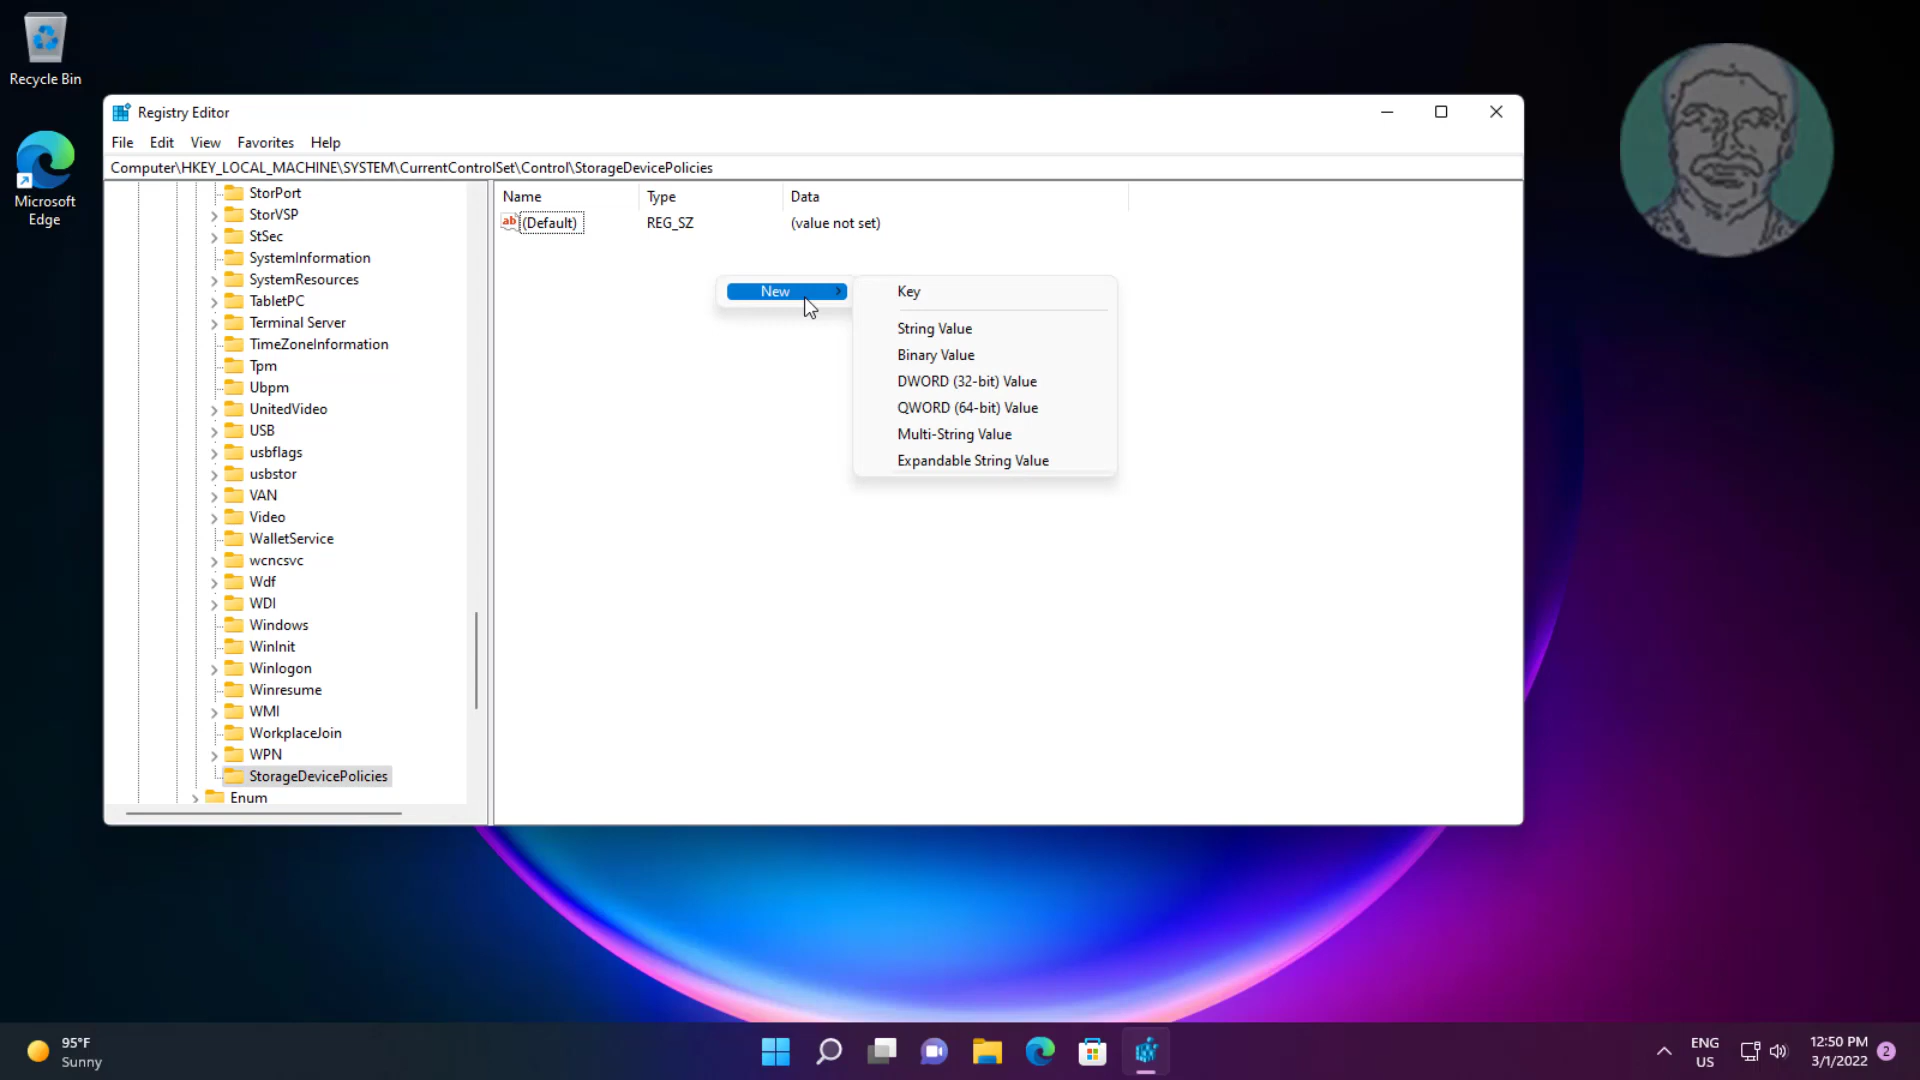 Recycle Bin
Microsoft
Edge
Registry Editor
File Edit View Favorites Help
Computer\HKEY_LOCAL_MACHINE\SYSTEM\CurrentControlSet\Control\StorageDevicePolicies
StorPort
StorVSP
StSec
SystemInformation
SystemResources
TabletPC
Terminal Server
TimeZoneInformation
Tpm
Ubpm
UnitedVideo
USB
usbflags
usbstor
VAN
Video
WalletService
wcncsvc
Wdf
WDI
Windows
WinInit
Winlogon
Winresume
WMI
WorkplaceJoin
WPN
StorageDevicePolicies
Enum
Name Type Data
ab (Default) REG_SZ (value not set)
New
Key
String Value
Binary Value
DWORD (32-bit) Value
QWORD (64-bit) Value
Multi-String Value
Expandable String Value
95°F
Sunny
ENG
US
12:50 PM
3/1/2022
2